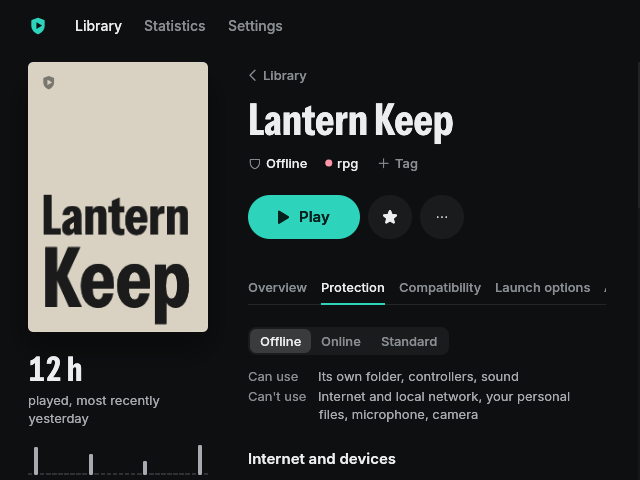 Library Statistics Settings
Library
Lantern Keep
Offline rpg Tag
Play
Lantern
Keep
12 h
played, most recently
yesterday
Overview Protection Compatibility Launch options
Offline Online Standard
Can use Its own folder, controllers, sound
Can't use Internet and local network, your personal
files, microphone, camera
Internet and devices